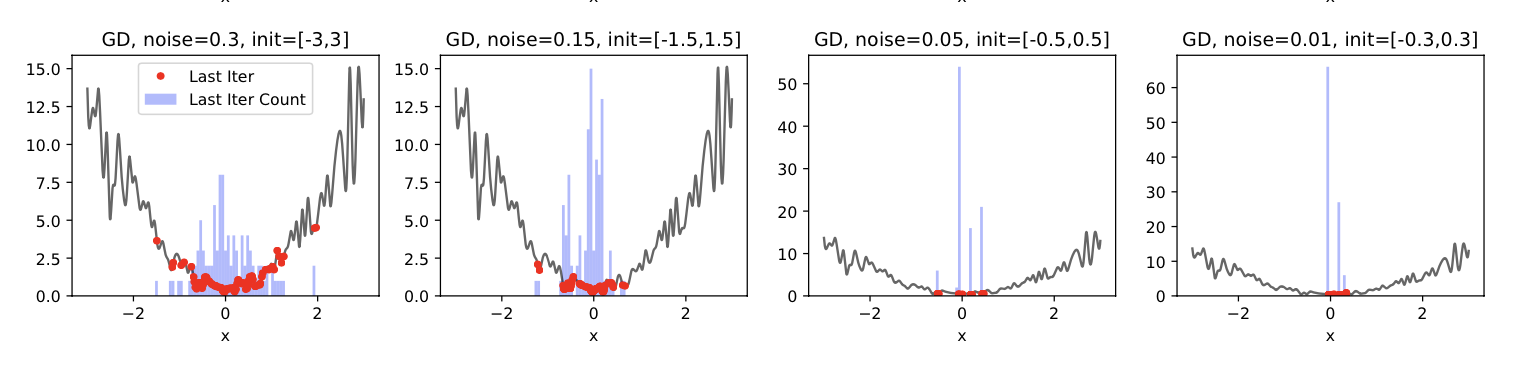 x x x x
GD, noise=0.3, init=[-3,3]
15.0
12.5
10.0
7.5
5.0
2.5
0.0
Last Iter
Last Iter Count
−2 0 2
x
GD, noise=0.15, init=[-1.5,1.5]
15.0
12.5
10.0
7.5
5.0
2.5
0.0
−2 0 2
x
GD, noise=0.05, init=[-0.5,0.5]
50
40
30
20
10
0
−2 0 2
x
GD, noise=0.01, init=[-0.3,0.3]
60
50
40
30
20
10
0
−2 0 2
x